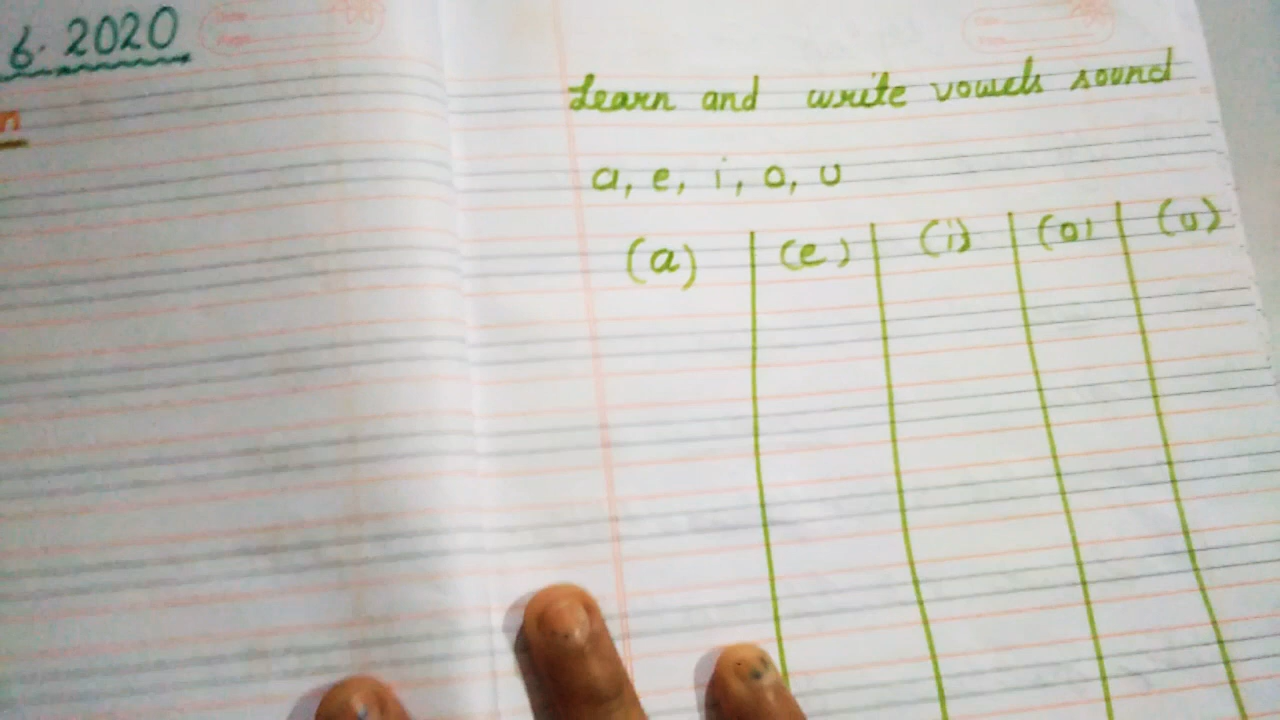 6. 2020
n
Learn and write vowels sound
a, e, i, o, u
(a) (e) (i) (o) (u)